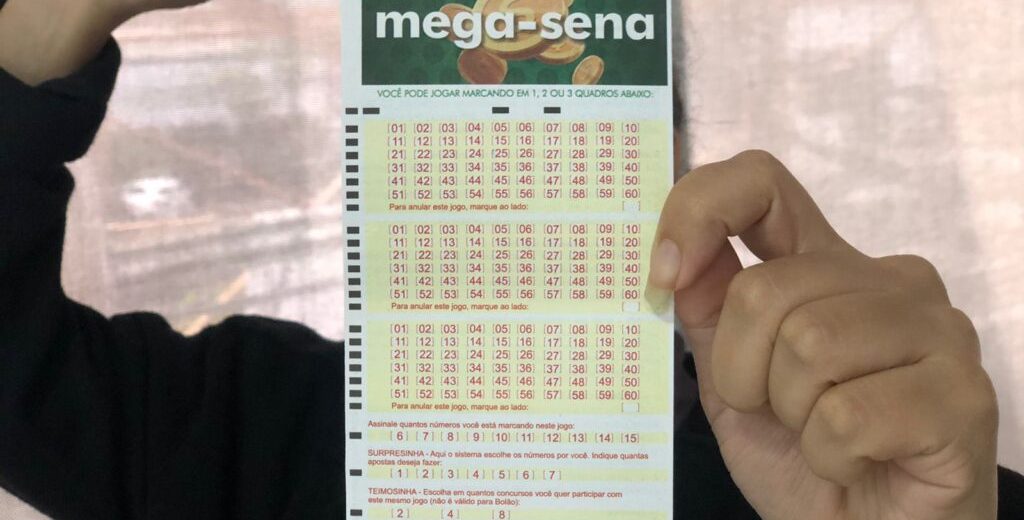 mega-sena
VOCÊ PODE JOGAR MARCANDO EM 1, 2 OU 3 QUADROS ABAIXO:
[01] [02] [03] [04] [05] [06] [07] [08] [09] [10]
[11] [12] [13] [14] [15] [16] [17] [18] [19] [20]
[21] [22] [23] [24] [25] [26] [27] [28] [29] [30]
[31] [32] [33] [34] [35] [36] [37] [38] [39] [40]
[41] [42] [43] [44] [45] [46] [47] [48] [49] [50]
[51] [52] [53] [54] [55] [56] [57] [58] [59] [60]
Para anular este jogo, marque ao lado: [ ]
[01] [02] [03] [04] [05] [06] [07] [08] [09] [10]
[11] [12] [13] [14] [15] [16] [17] [18] [19] [20]
[21] [22] [23] [24] [25] [26] [27] [28] [29] [30]
[31] [32] [33] [34] [35] [36] [37] [38] [39] [40]
[41] [42] [43] [44] [45] [46] [47] [48] [49] [50]
[51] [52] [53] [54] [55] [56] [57] [58] [59] [60]
Para anular este jogo, marque ao lado: [ ]
[01] [02] [03] [04] [05] [06] [07] [08] [09] [10]
[11] [12] [13] [14] [15] [16] [17] [18] [19] [20]
[21] [22] [23] [24] [25] [26] [27] [28] [29] [30]
[31] [32] [33] [34] [35] [36] [37] [38] [39] [40]
[41] [42] [43] [44] [45] [46] [47] [48] [49] [50]
[51] [52] [53] [54] [55] [56] [57] [58] [59] [60]
Para anular este jogo, marque ao lado: [ ]
Assinale quantos números você está marcando neste jogo:
[6] [7] [8] [9] [10] [11] [12] [13] [14] [15]
SURPRESINHA - Aqui o sistema escolhe os números por você. Indique quantas
apostas deseja fazer:
[1] [2] [3] [4] [5] [6] [7]
TEIMOSINHA - Escolha em quantos concursos você quer participar com
este mesmo jogo (não é válido para Bolão):
[2] [4] [8]